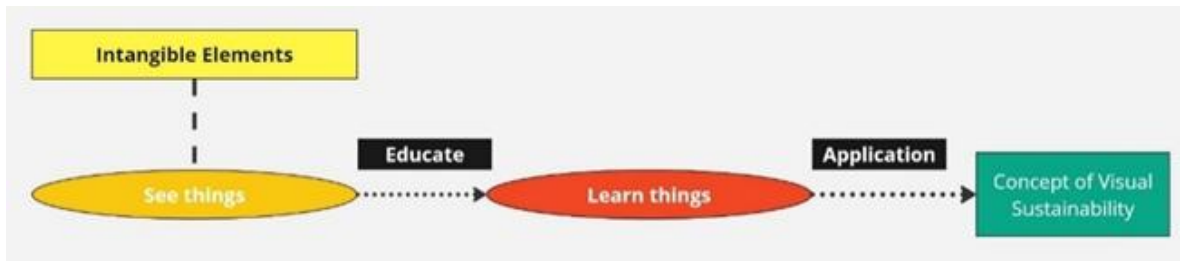 Intangible Elements
Educate
Application
See things
Learn things
Concept of Visual
Sustainability